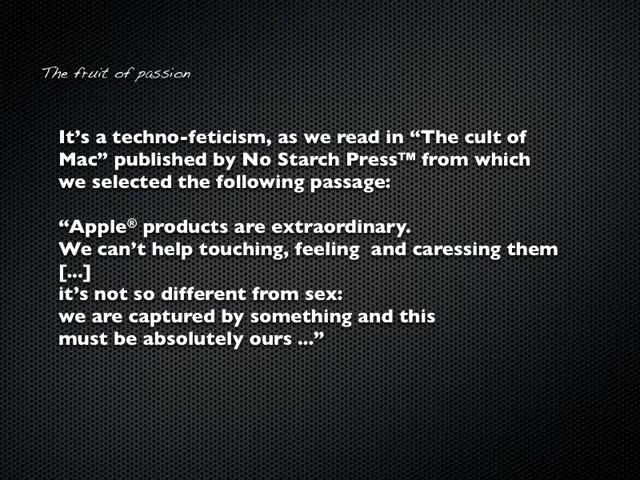 The fruit of passion
It’s a techno-feticism, as we read in “The cult of
Mac” published by No Starch Press™ from which
we selected the following passage:
“Apple® products are extraordinary.
We can’t help touching, feeling  and caressing them
[...]
it’s not so different from sex:
we are captured by something and this
must be absolutely ours ...”